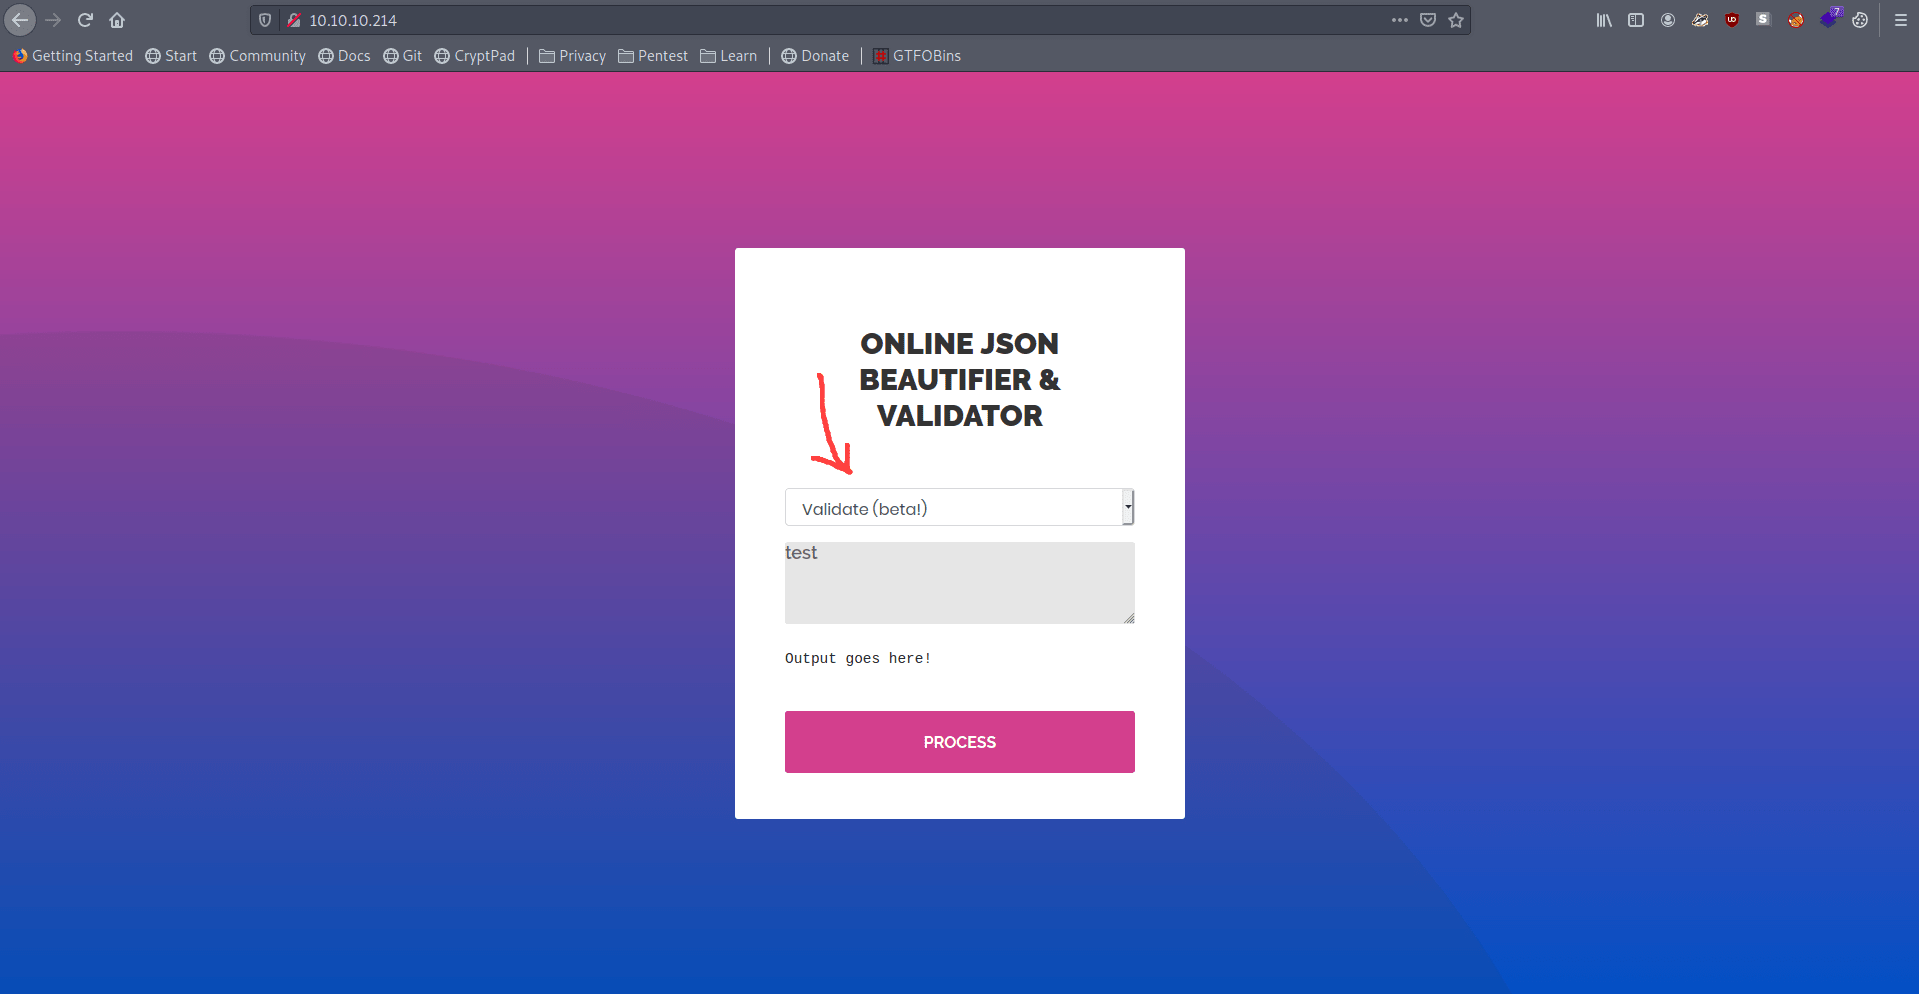 10.10.10.214
7
Getting Started Start Community Docs Git CryptPad Privacy Pentest Learn Donate GTFOBins
ONLINE JSON
BEAUTIFIER &
VALIDATOR
Validate (beta!)
test
Output goes here!
PROCESS